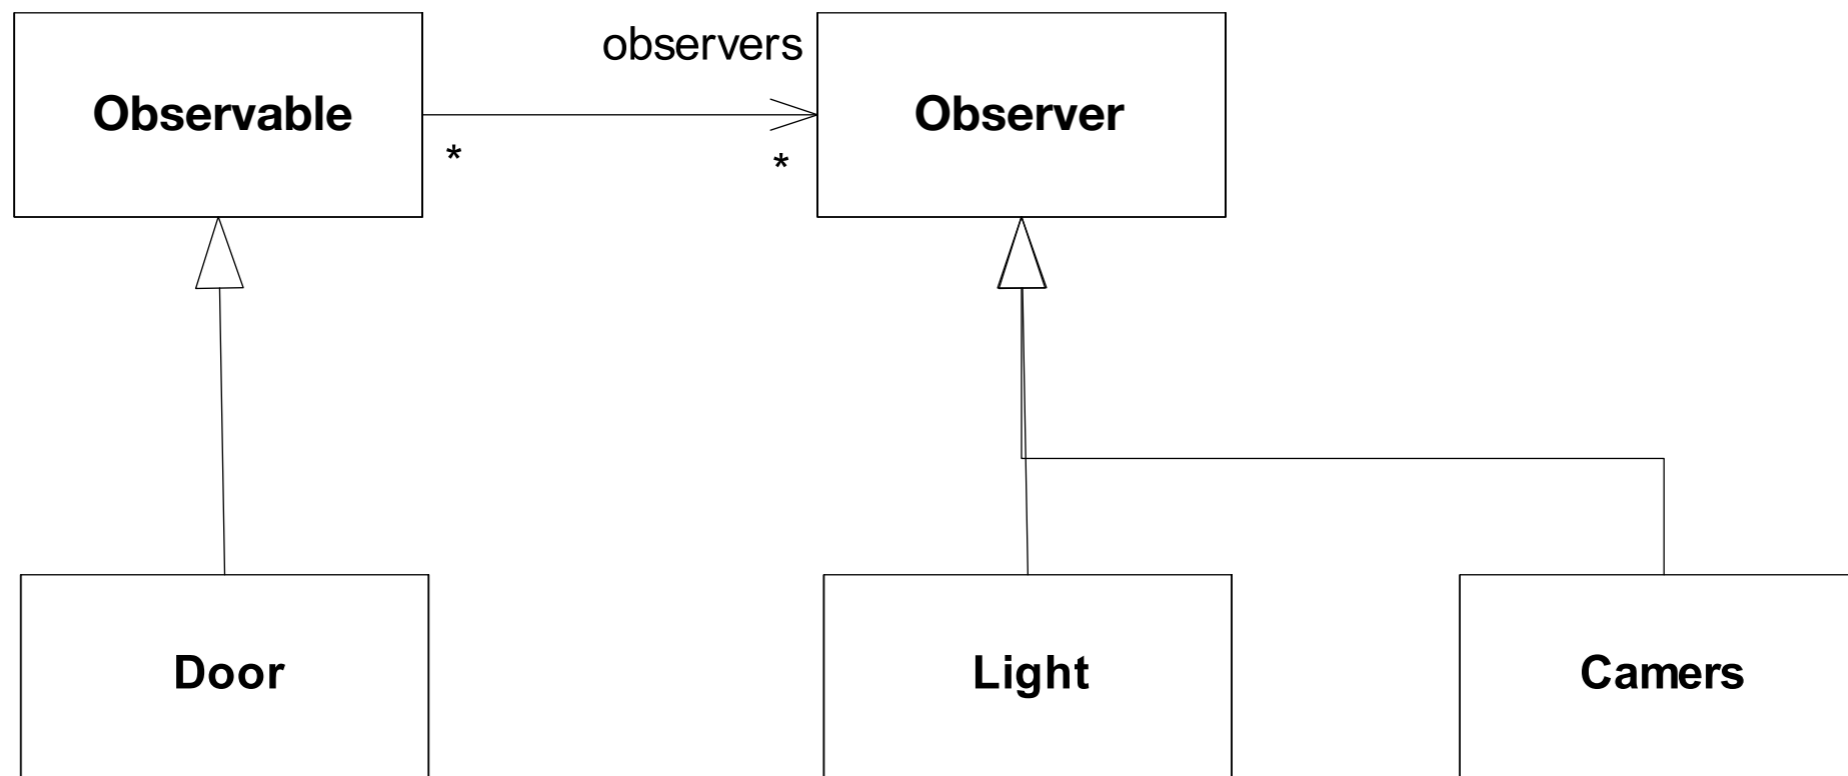 observers
Observable
Observer
*
*
Door
Light
Camers